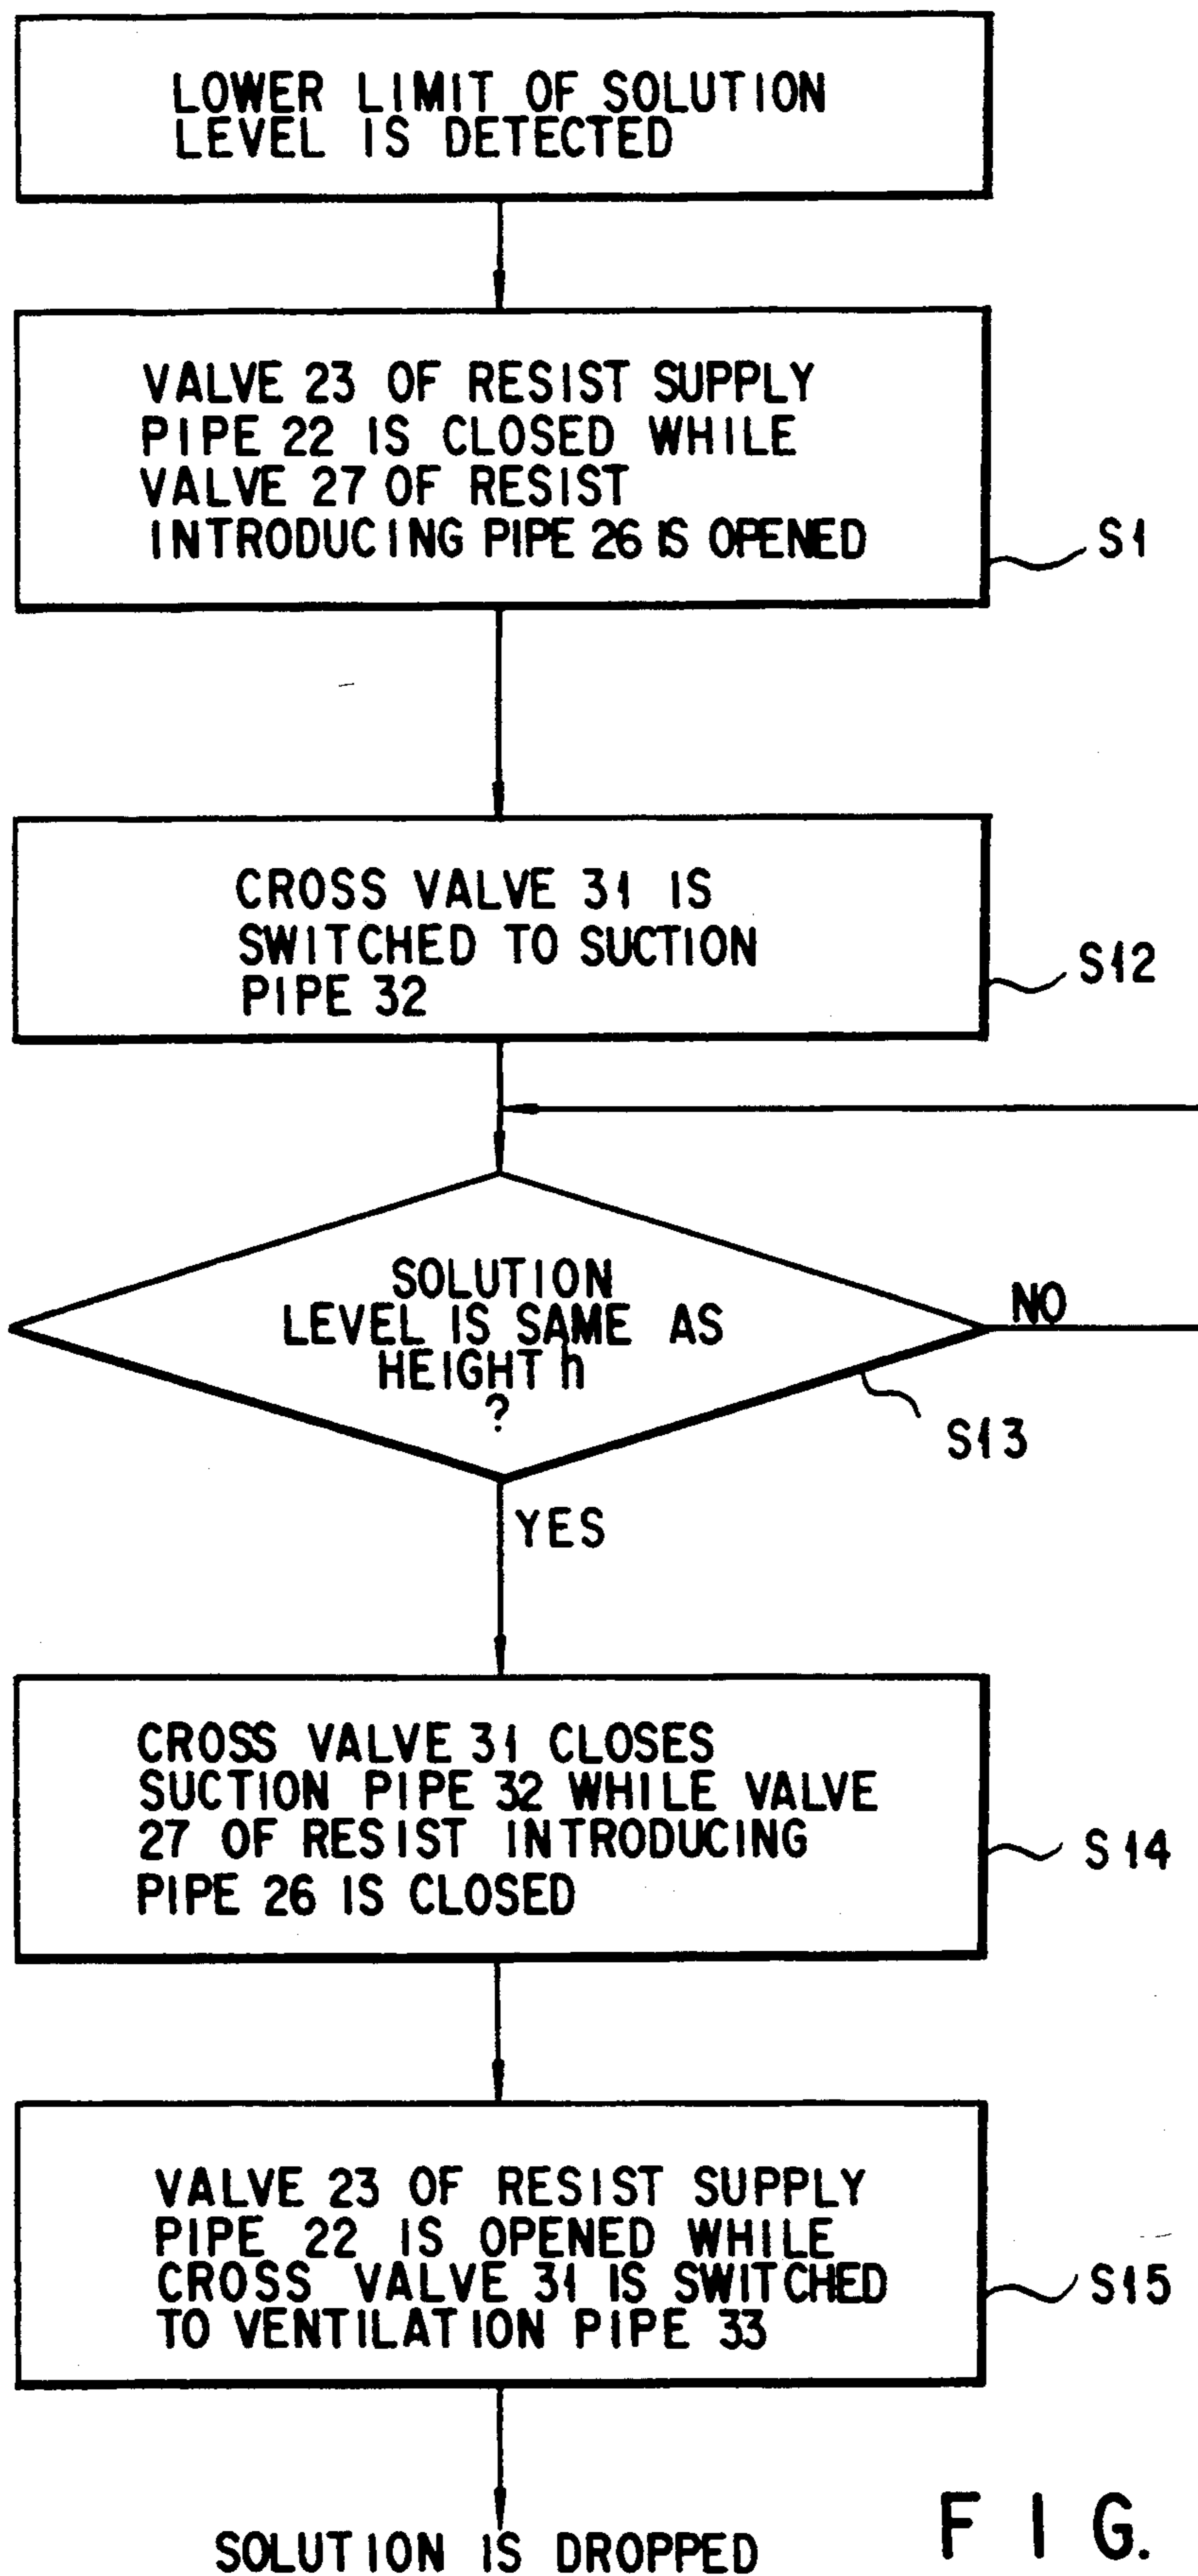 LOWER LIMIT OF SOLUTION
LEVEL IS DETECTED
VALVE 23 OF RESIST SUPPLY
PIPE 22 IS CLOSED WHILE
VALVE 27 OF RESIST
INTRODUCING PIPE 26 IS OPENED
S1
CROSS VALVE 31 IS
SWITCHED TO SUCTION
PIPE 32
S12
SOLUTION
LEVEL IS SAME AS
HEIGHT h
?
NO
S13
YES
CROSS VALVE 31 CLOSES
SUCTION PIPE 32 WHILE VALVE
27 OF RESIST INTRODUCING
PIPE 26 IS CLOSED
S14
VALVE 23 OF RESIST SUPPLY
PIPE 22 IS OPENED WHILE
CROSS VALVE 31 IS SWITCHED
TO VENTILATION PIPE 33
S15
SOLUTION IS DROPPED
FIG.